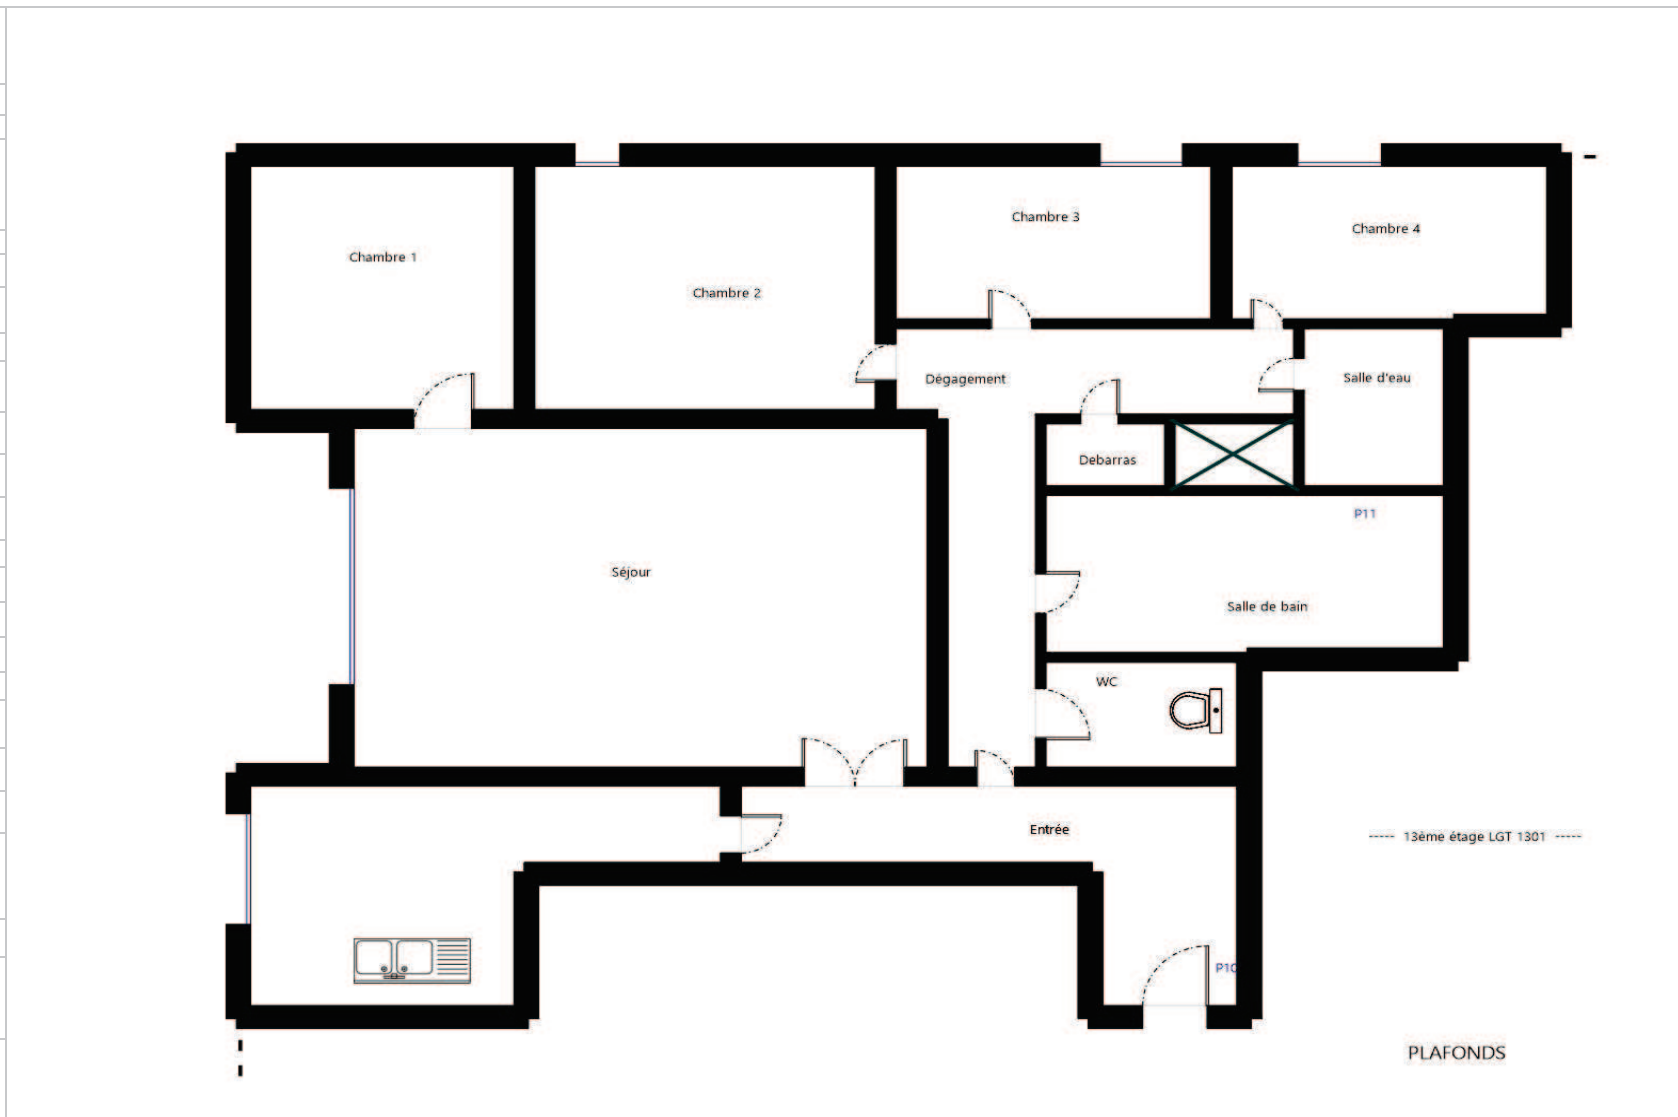 Chambre 3
Chambre 4
Chambre 1
Chambre 2
Dégagement
Salle d'eau
Debarras
P11
Séjour
Salle de bain
WC
Entrée
13ème étage LGT 1301
P10
PLAFONDS